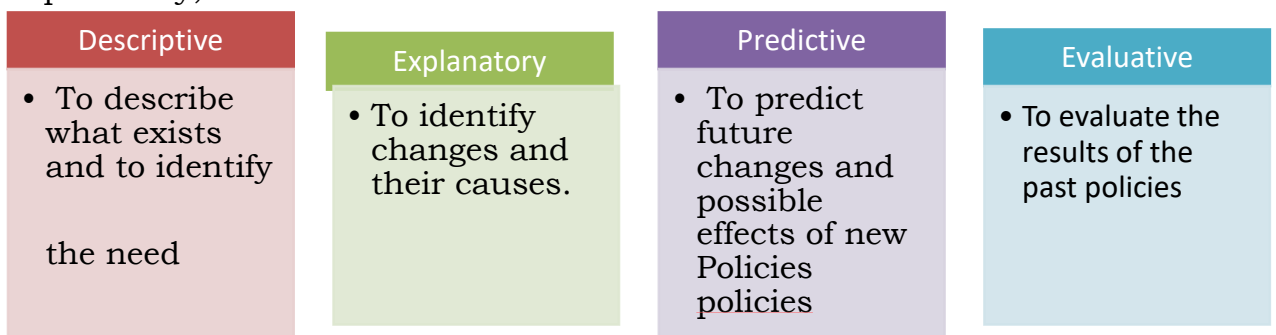 Descriptive
• To describe
what exists
and to identify
the need
Explanatory
• To identify
changes and
their causes.
Predictive
• To predict
future
changes and
possible
effects of new
Policies
policies
Evaluative
• To evaluate the
results of the
past policies